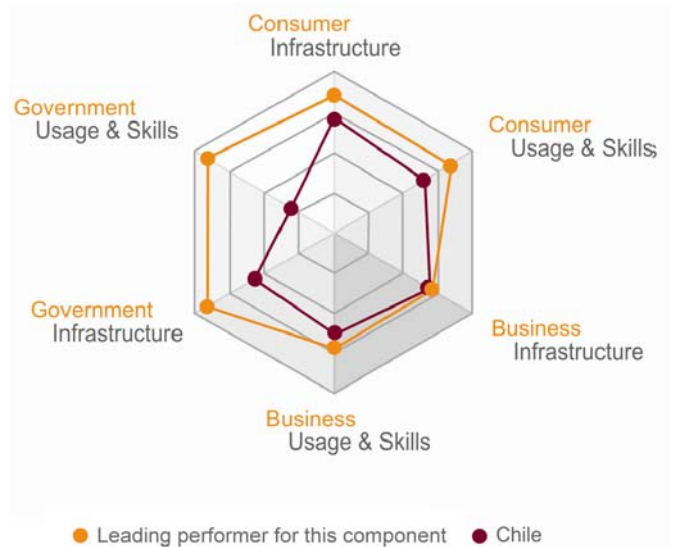 Consumer
Infrastructure
Government
Usage & Skills
Consumer
Usage & Skills;
Government
Infrastructure
Business
Infrastructure
Business
Usage & Skills
Leading performer for this component
Chile